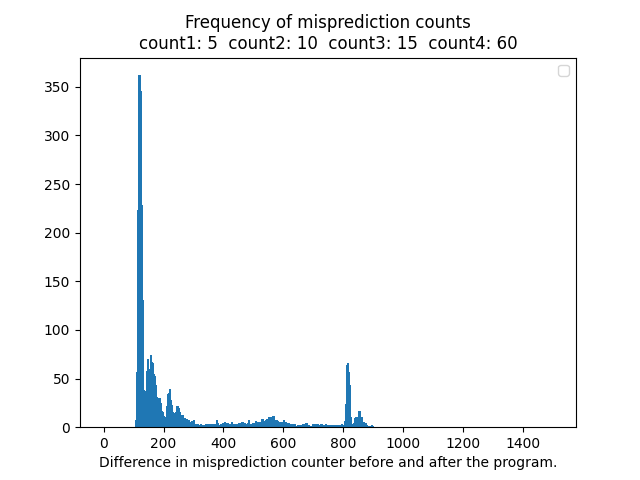 Frequency of misprediction counts
count1: 5 count2: 10 count3: 15 count4: 60
350
300
250
200
150
100
50
0
0 200 400 600 800 1000 1200 1400
Difference in misprediction counter before and after the program.